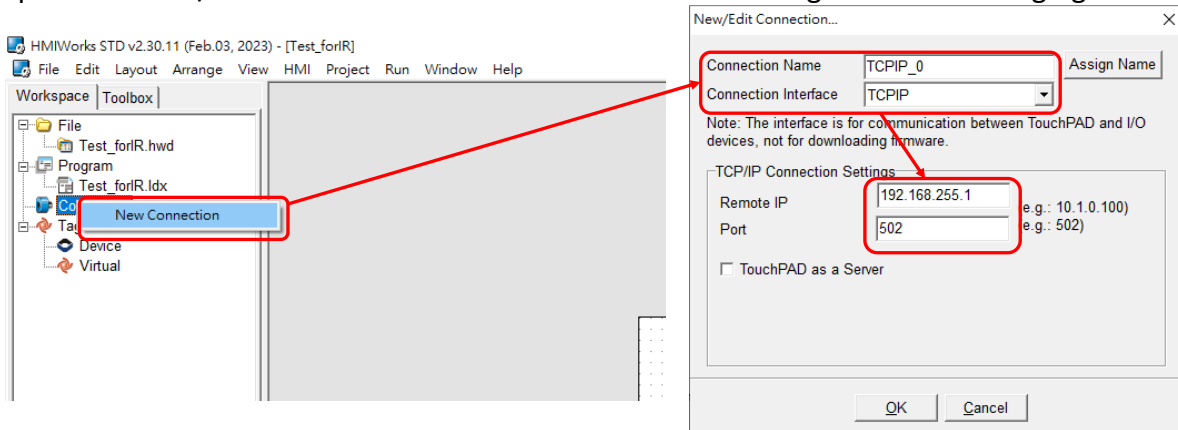 New/Edit Connection...
HMIWorks STD v2.30.11 (Feb.03, 2023) - [Test_forIR]
File Edit Layout Arrange View HMI Project Run Window Help
Workspace Toolbox
File
Test_forIR.hwd
Program
Test_forIR.ldx
New Connection
Device
Virtual
Connection Name TCPIP_0 Assign Name
Connection Interface TCPIP
Note: The interface is for communication between TouchPAD and I/O
devices, not for downloading firmware.
TCP/IP Connection Settings
Remote IP 192.168.255.1 e.g.: 10.1.0.100)
Port 502 e.g.: 502)
TouchPAD as a Server
OK Cancel